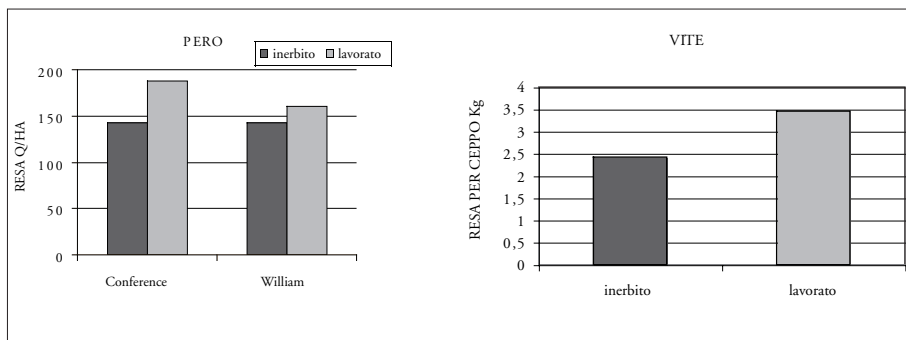 PERO
inerbito lavorato
RESA Q/HA
200
150
100
50
0
Conference William
VITE
RESA PER CEPPO Kg
4
3,5
3
2,5
2
1,5
1
0,5
0
inerbito lavorato